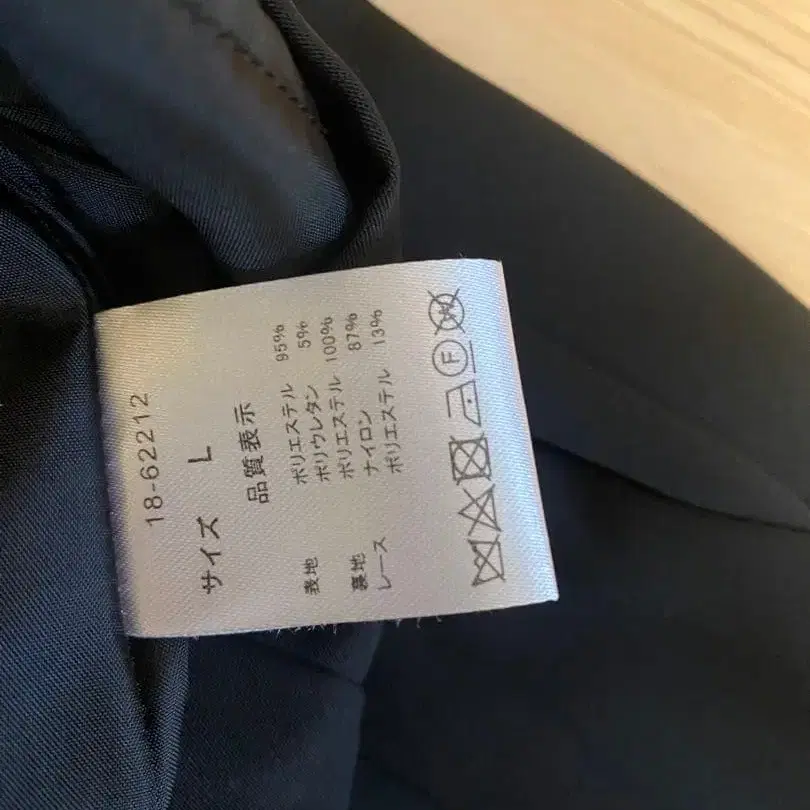 18-62212
サイズ L
品質表示
表地 ポリエステル 95%
ポリウレタン 5%
裏地 ポリエステル 100%
レース ナイロン 87%
ポリエステル 13%
F W